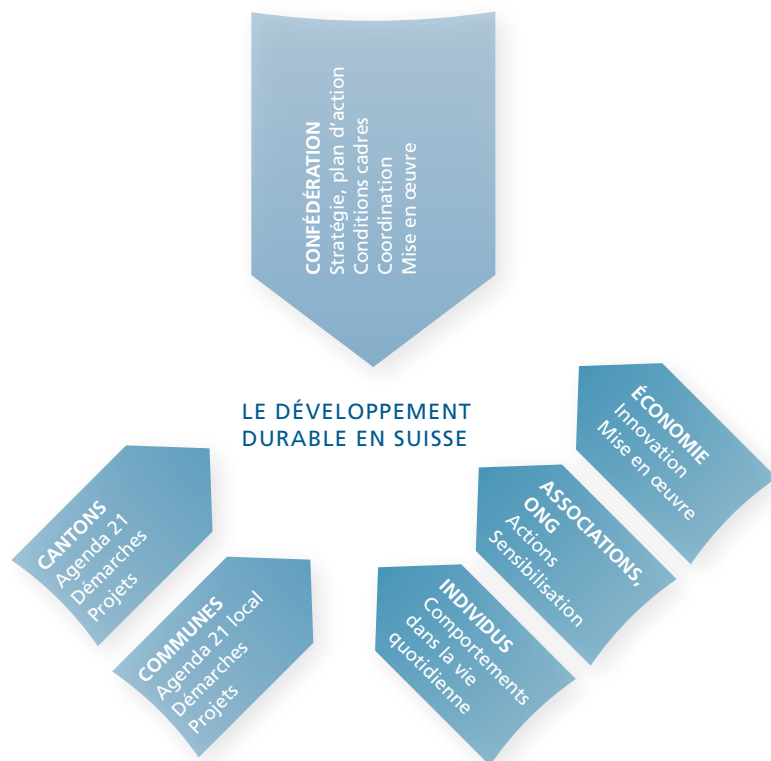 CONFÉDÉRATION
Stratégie, plan d'action
Conditions cadres
Coordination
Mise en œuvre
LE DÉVELOPPEMENT
DURABLE EN SUISSE
CANTONS
Agenda 21
Démarches
Projets
COMMUNES
Agenda 21 local
Démarches
Projets
INDIVIDUS
Comportements
dans la vie
quotidienne
ASSOCIATIONS,
ONG
Actions
Sensibilisation
ÉCONOMIE
Innovation
Mise en œuvre